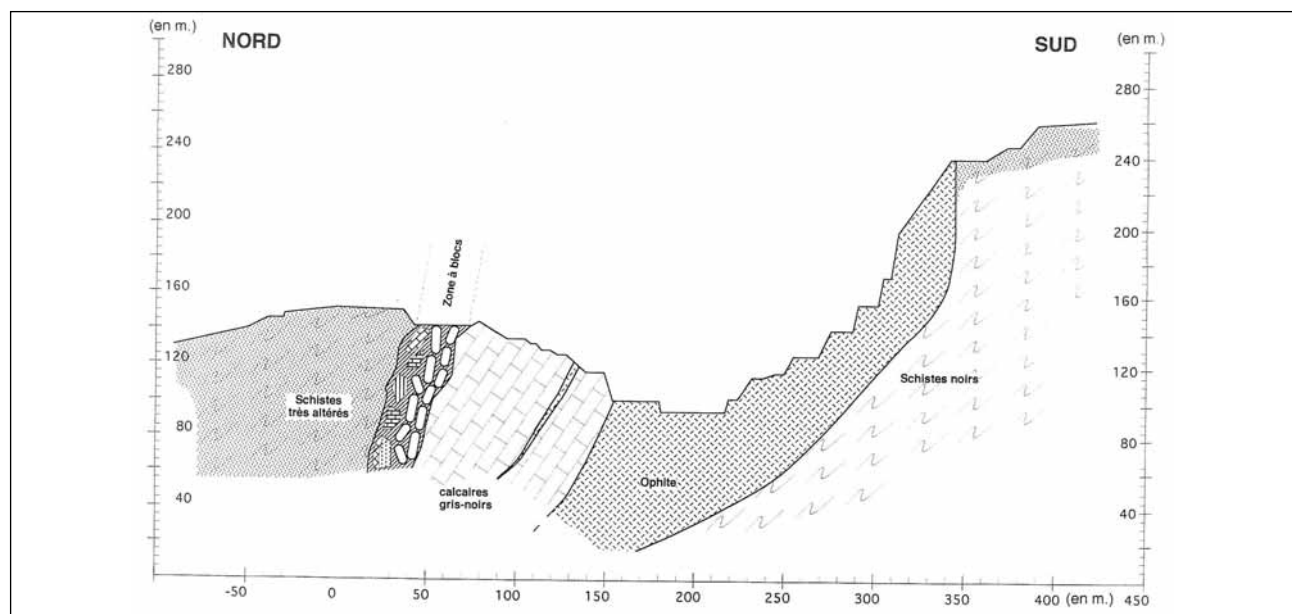 (en m.)
NORD
SUD
(en m.)
280
240
200
160
120
80
40
280
240
200
160
120
80
40
Zone à blocs
Schistes
très altérés
calcaires
gris-noirs
Ophite
Schistes noirs
-50
0
50
100
150
200
250
300
350
400
(en m.)
450